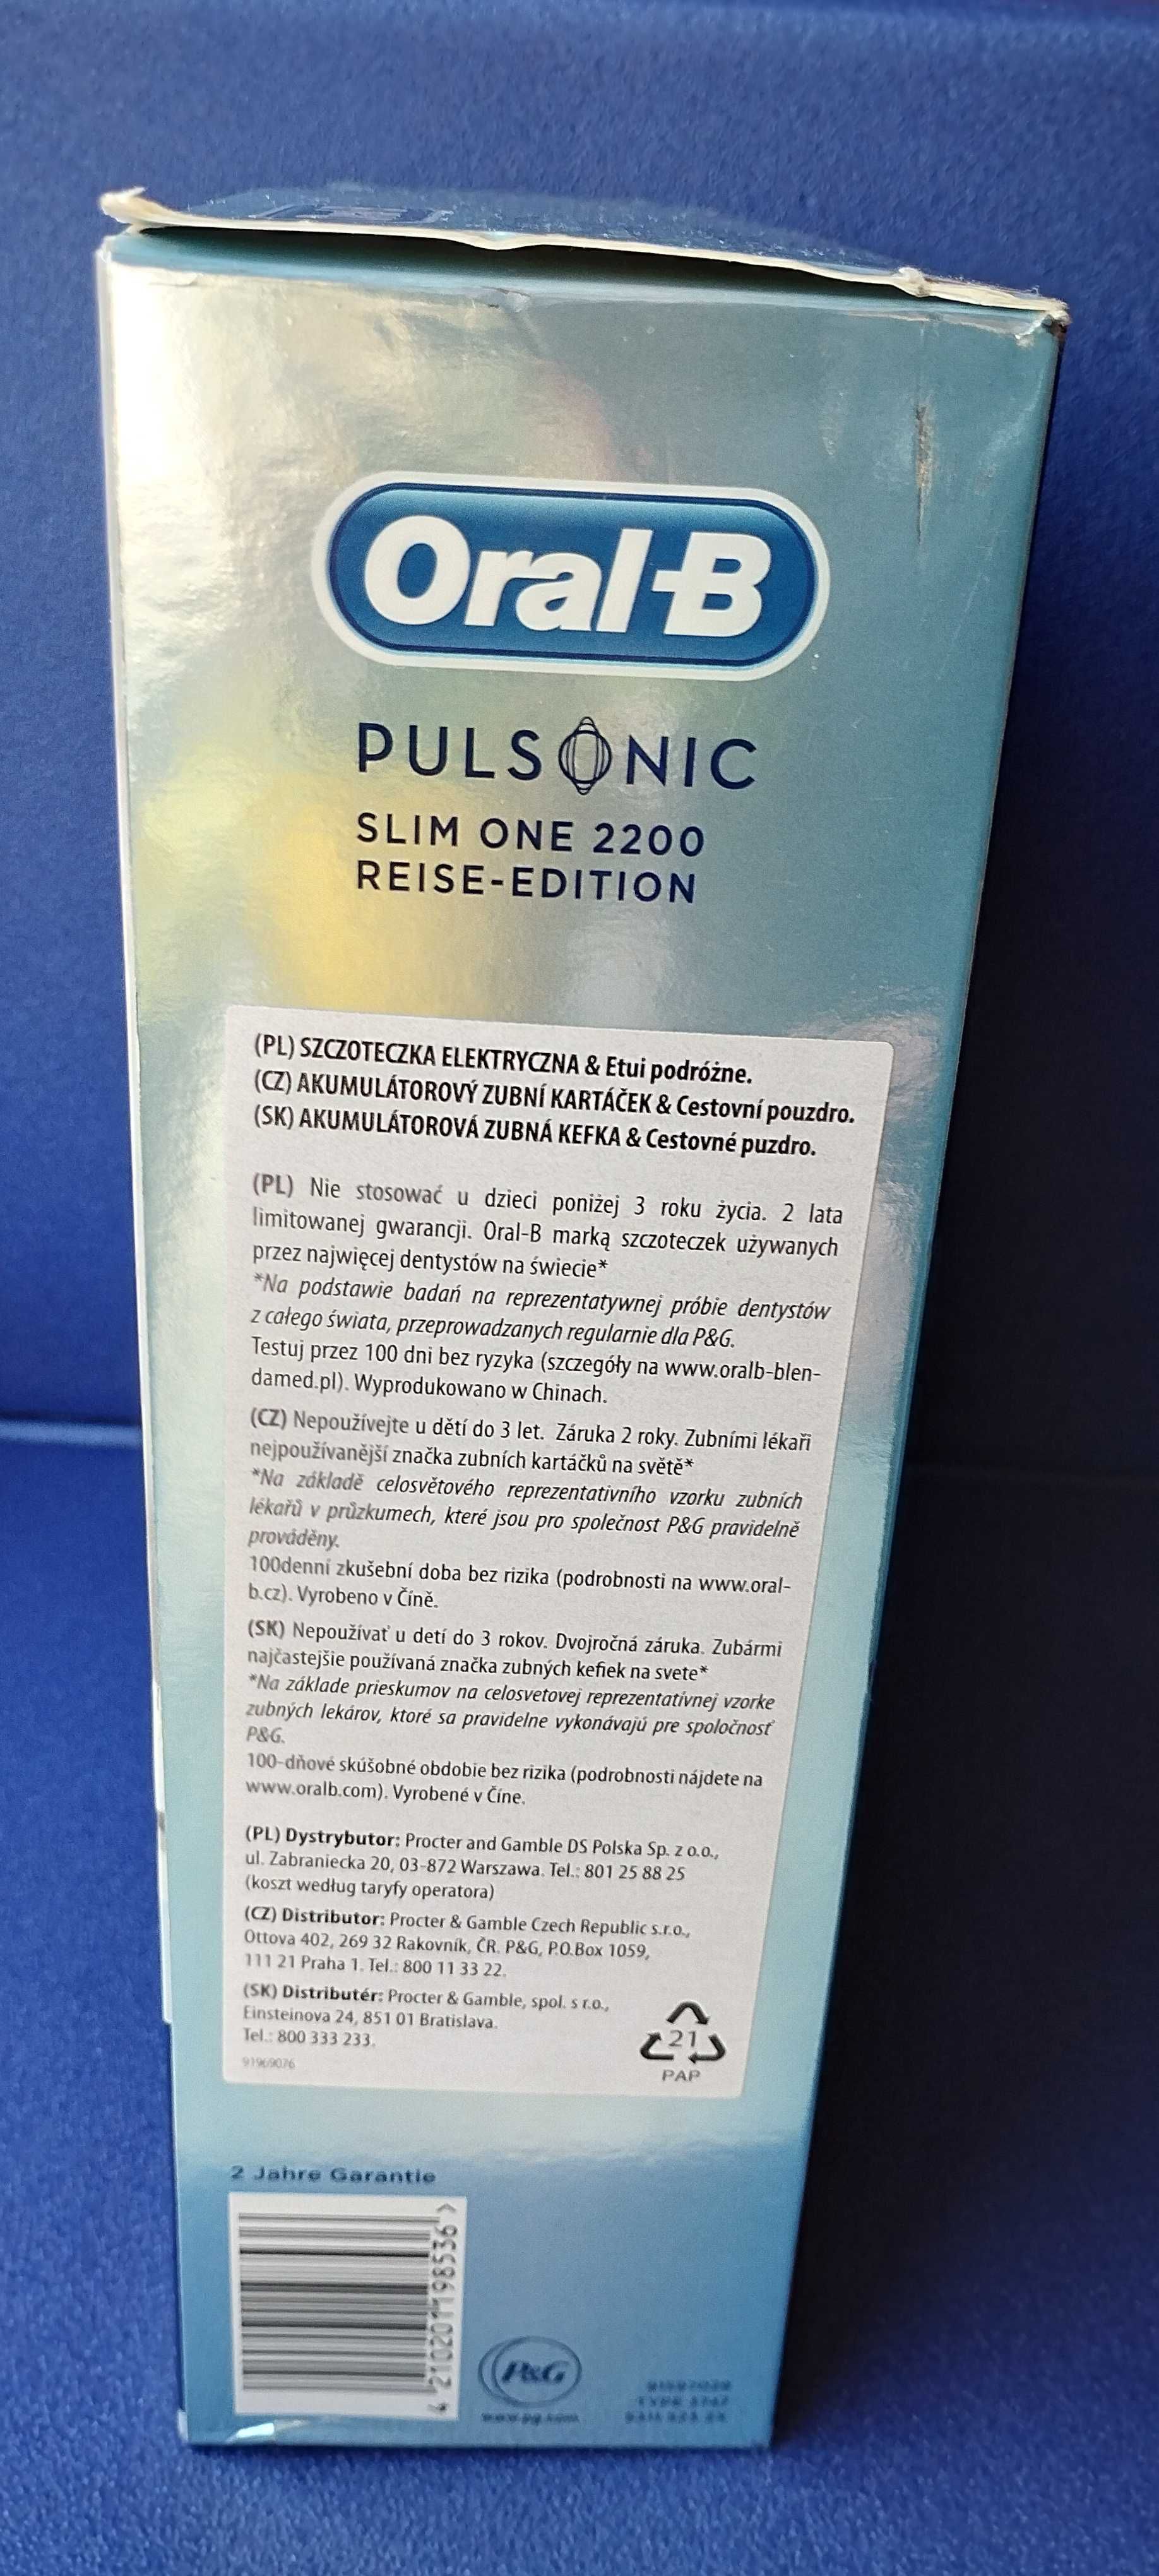 Oral-B
PULSONIC
SLIM ONE 2200
REISE-EDITION
(PL) SZCZOTECZKA ELEKTRYCZNA & Etui podróżne.
(CZ) AKUMULÁTOROVÝ ZUBNÍ KARTÁČEK & Cestovní pouzdro.
(SK) AKUMULÁTOROVÁ ZUBNÁ KEFKA & Cestovné puzdro.
(PL) Nie stosować u dzieci poniżej 3 roku życia. 2 lata
limitowanej gwarancji. Oral-B marką szczoteczek używanych
przez najwięcej dentystów na świecie*
*Na podstawie badań na reprezentatywnej próbie dentystów
z całego świata, przeprowadzanych regularnie dla P&G.
Testuj przez 100 dni bez ryzyka (szczegóły na www.oralb-blen-
damed.pl). Wyprodukowano w Chinach.
(CZ) Nepoužívejte u dětí do 3 let. Záruka 2 roky. Zubními lékaři
nejpoužívanější značka zubních kartáčků na světě*
*Na základě celosvětového reprezentativního vzorku zubních
lékařů v průzkumech, které jsou pro společnost P&G pravidelně
prováděny.
100denní zkušební doba bez rizika (podrobnosti na www.oral-
b.cz). Vyrobeno v Číně.
(SK) Nepoužívať u detí do 3 rokov. Dvojročná záruka. Zubármi
najčastejšie používaná značka zubných kefiek na svete*
*Na základe prieskumov na celosvetovej reprezentatívnej vzorke
zubných lekárov, ktoré sa pravidelne vykonávajú pre spoločnosť
P&G.
100-dňové skúšobné obdobie bez rizika (podrobnosti nájdete na
www.oralb.com). Vyrobené v Číne.
(PL) Dystrybutor: Procter and Gamble DS Polska Sp. z o.o.,
ul. Zabraniecka 20, 03-872 Warszawa. Tel.: 801 25 88 25
(koszt według taryfy operatora)
(CZ) Distributor: Procter & Gamble Czech Republic s.r.o.,
Ottova 402, 269 32 Rakovník, ČR. P&G, P.O.Box 1059,
111 21 Praha 1. Tel.: 800 11 33 22.
(SK) Distributér: Procter & Gamble, spol. s r.o.,
Einsteinova 24, 851 01 Bratislava.
Tel.: 800 333 233.
91969076
21
PAP
2 Jahre Garantie
4 210201 198536 >
P&G
www.pg.com